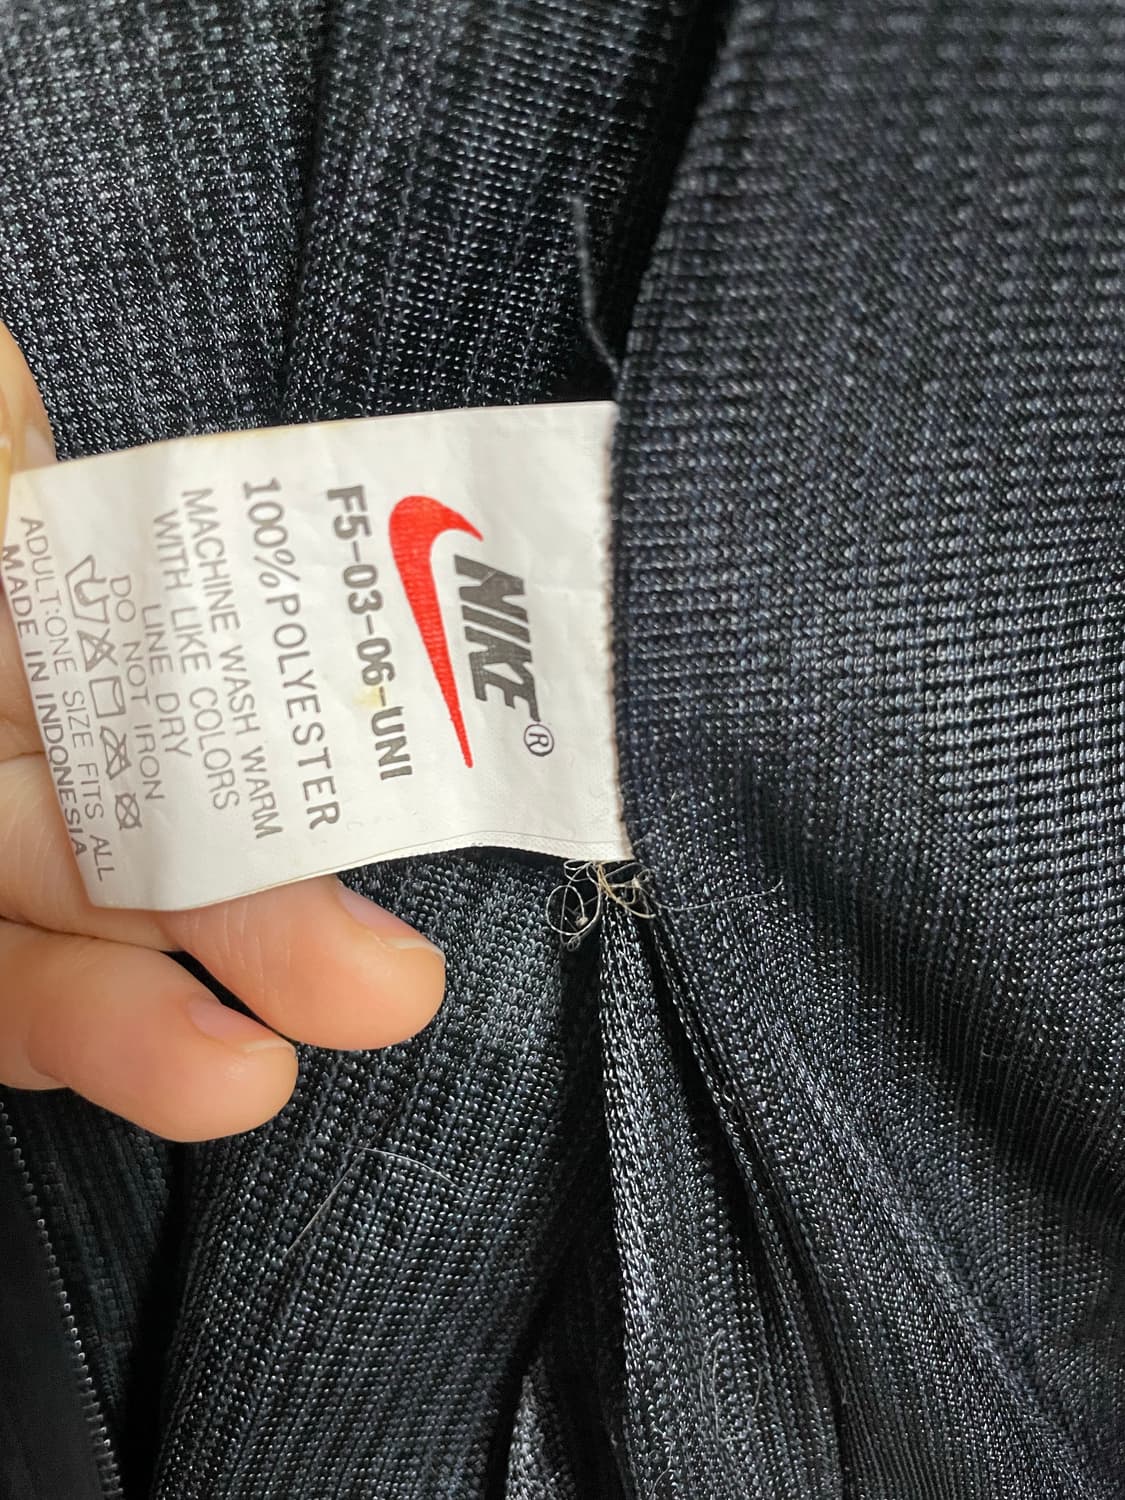 NIKE®
F5-03-06-UNI
100%POLYESTER
MACHINE WASH WARM
WITH LIKE COLORS
LINE DRY
DO NOT IRON
ADULT:ONE SIZE FITS ALL
MADE IN INDONESIA